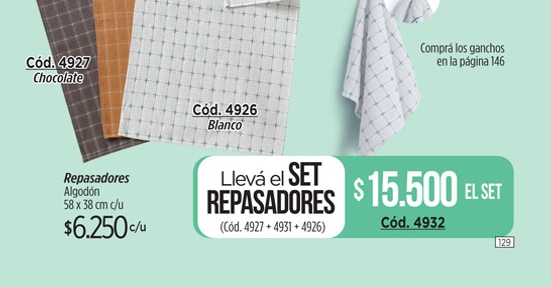 Cód. 4927
Chocolate
Cód. 4926
Blanco
Comprá los ganchos
en la página 146
Repasadores
Algodón
58 x 38 cm c/u
$6.250 c/u
Llevá el SET
REPASADORES
(Cód. 4927 + 4931 + 4926)
$15.500 EL SET
Cód. 4932
129